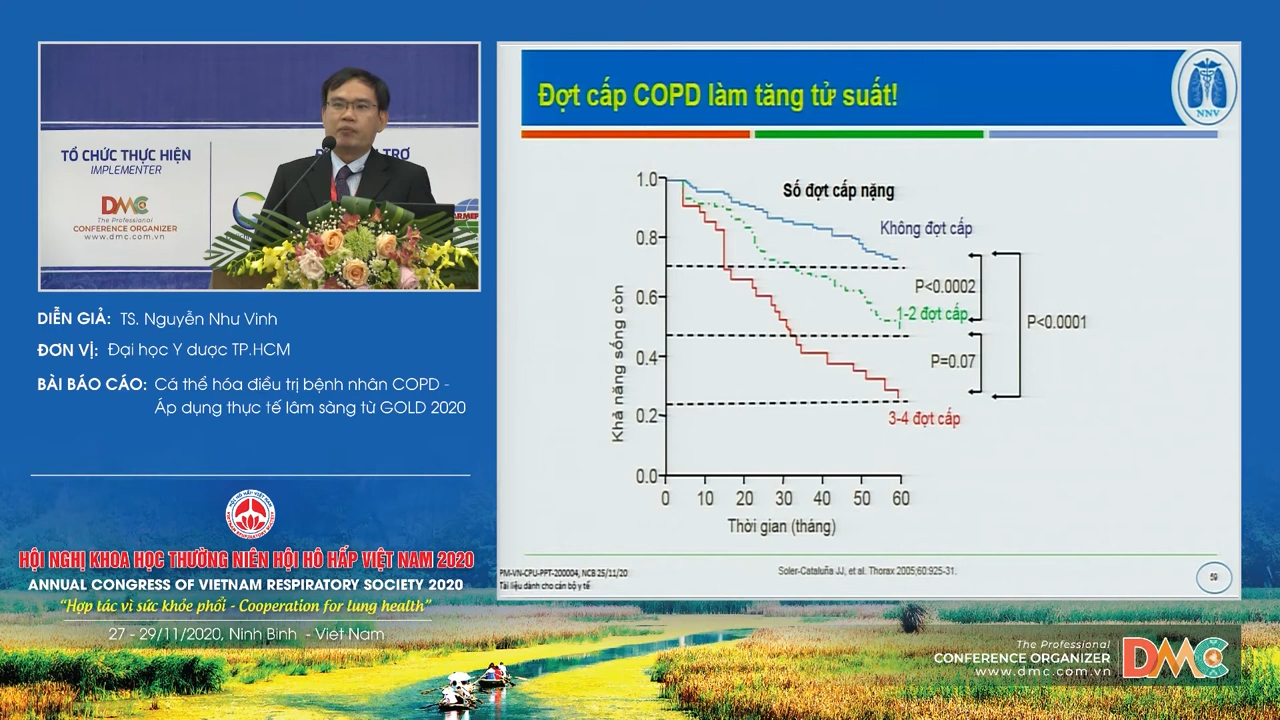 TỔ CHỨC THỰC HIỆN
IMPLEMENTER
DMC
The Professional
CONFERENCE ORGANIZER
www.dmc.com.vn
TRỢ
DIỄN GIẢ: TS. Nguyễn Như Vinh
ĐƠN VỊ: Đại học Y dược TP.HCM
BÀI BÁO CÁO: Cá thể hóa điều trị bệnh nhân COPD -
Áp dụng thực tế lâm sàng từ GOLD 2020
HỘI NGHỊ KHOA HỌC THƯỜNG NIÊN HỘI HÔ HẤP VIỆT NAM 2020
ANNUAL CONGRESS OF VIETNAM RESPIRATORY SOCIETY 2020
“Hợp tác vì sức khỏe phổi - Cooperation for lung health”
27 - 29/11/2020, Ninh Bình - Việt Nam
Đợt cấp COPD làm tăng tử suất!
NNV
Số đợt cấp nặng
Không đợt cấp
P<0.0002
1-2 đợt cấp
P<0.0001
P=0.07
3-4 đợt cấp
Khả năng sống còn
1.0
0.8
0.6
0.4
0.2
0.0
0 10 20 30 40 50 60
Thời gian (tháng)
PM-VN-CPU-PPT-200004, NCB 25/11/20
Tài liệu dành cho cán bộ y tế
Soler-Cataluña JJ, et al: Thorax 2005;60:925-31.
59
The Professional
CONFERENCE ORGANIZER
www.dmc.com.vn
DMC